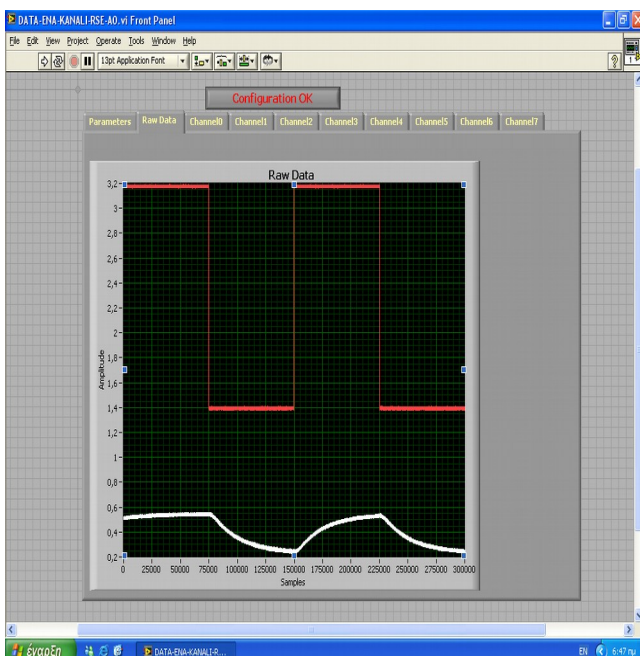 DATA-ENA-KANALI-RSE-AO.vi Front Panel
File Edit View Project Operate Tools Window Help
13pt Application Font
Configuration OK
Parameters Raw Data Channel0 Channel1 Channel2 Channel3 Channel4 Channel5 Channel6 Channel7
Raw Data
3,2
3
2,8
2,6
2,4
2,2
2
1,8
1,6
1,4
1,2
1
0,8
0,6
0,4
0,2
Amplitude
0 25000 50000 75000 100000 125000 150000 175000 200000 225000 250000 275000 300000
Samples
έναρξη DATA-ENA-KANALI-R... EN 6:47 πμ